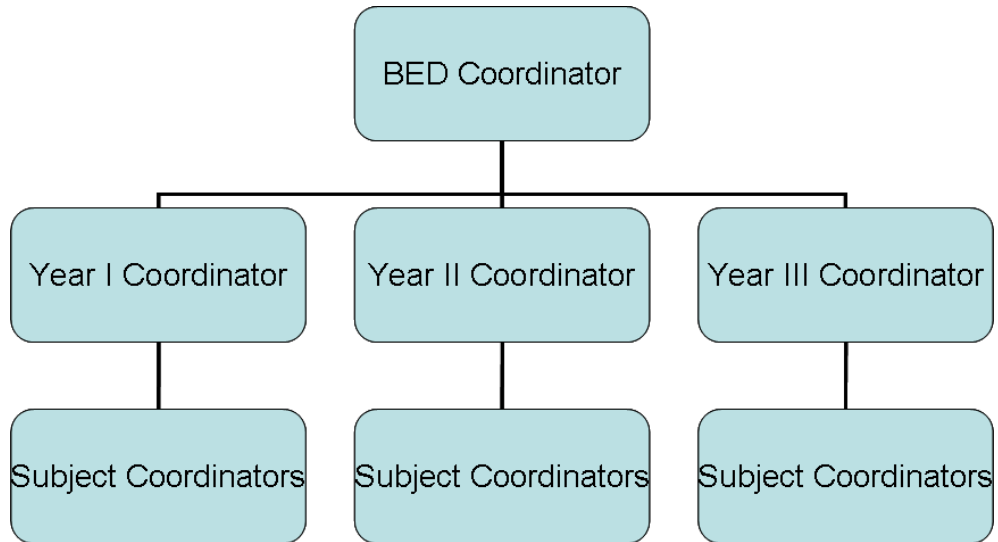 BED Coordinator
Year I Coordinator
Year II Coordinator
Year III Coordinator
Subject Coordinators
Subject Coordinators
Subject Coordinators